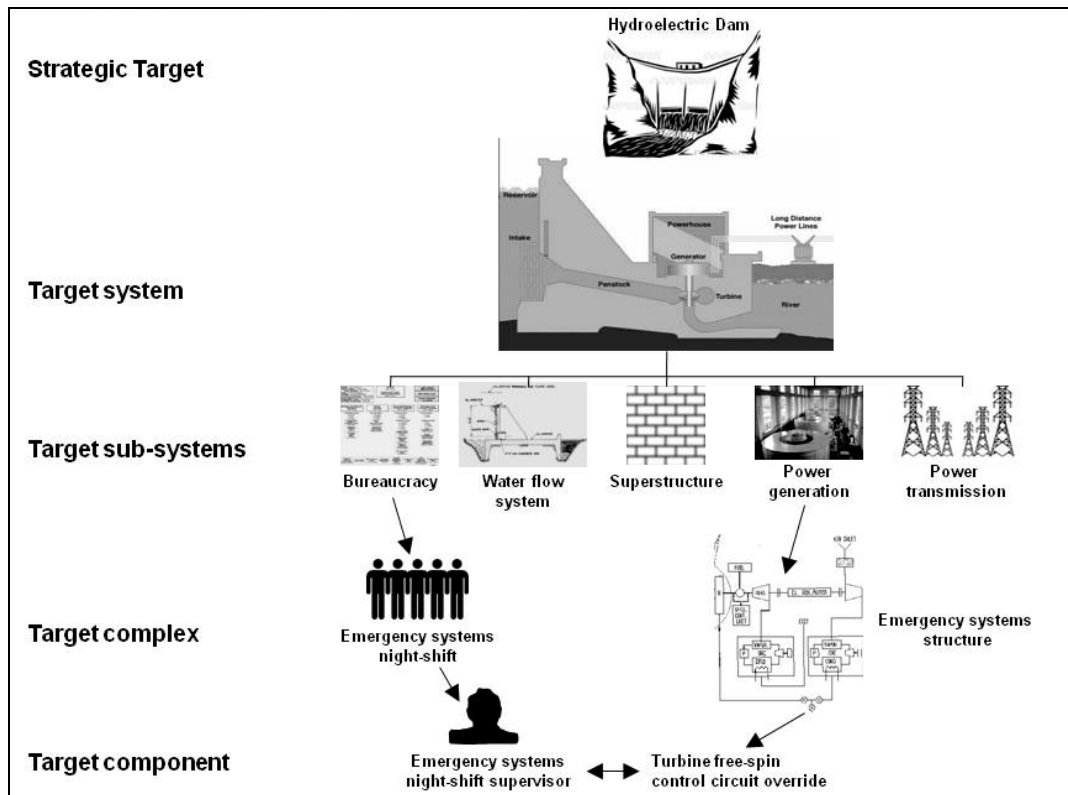 Hydroelectric Dam
Strategic Target
Reservoir
Intake
Powerhouse
Long Distance
Power Lines
Generator
Penstock
Turbine
River
Target system
Target sub-systems
Bureaucracy
Water flow
system
Superstructure
Power
generation
Power
transmission
FUEL
Target complex
Emergency systems
night-shift
Emergency systems
structure
Target component
Emergency systems
night-shift supervisor
Turbine free-spin
control circuit override